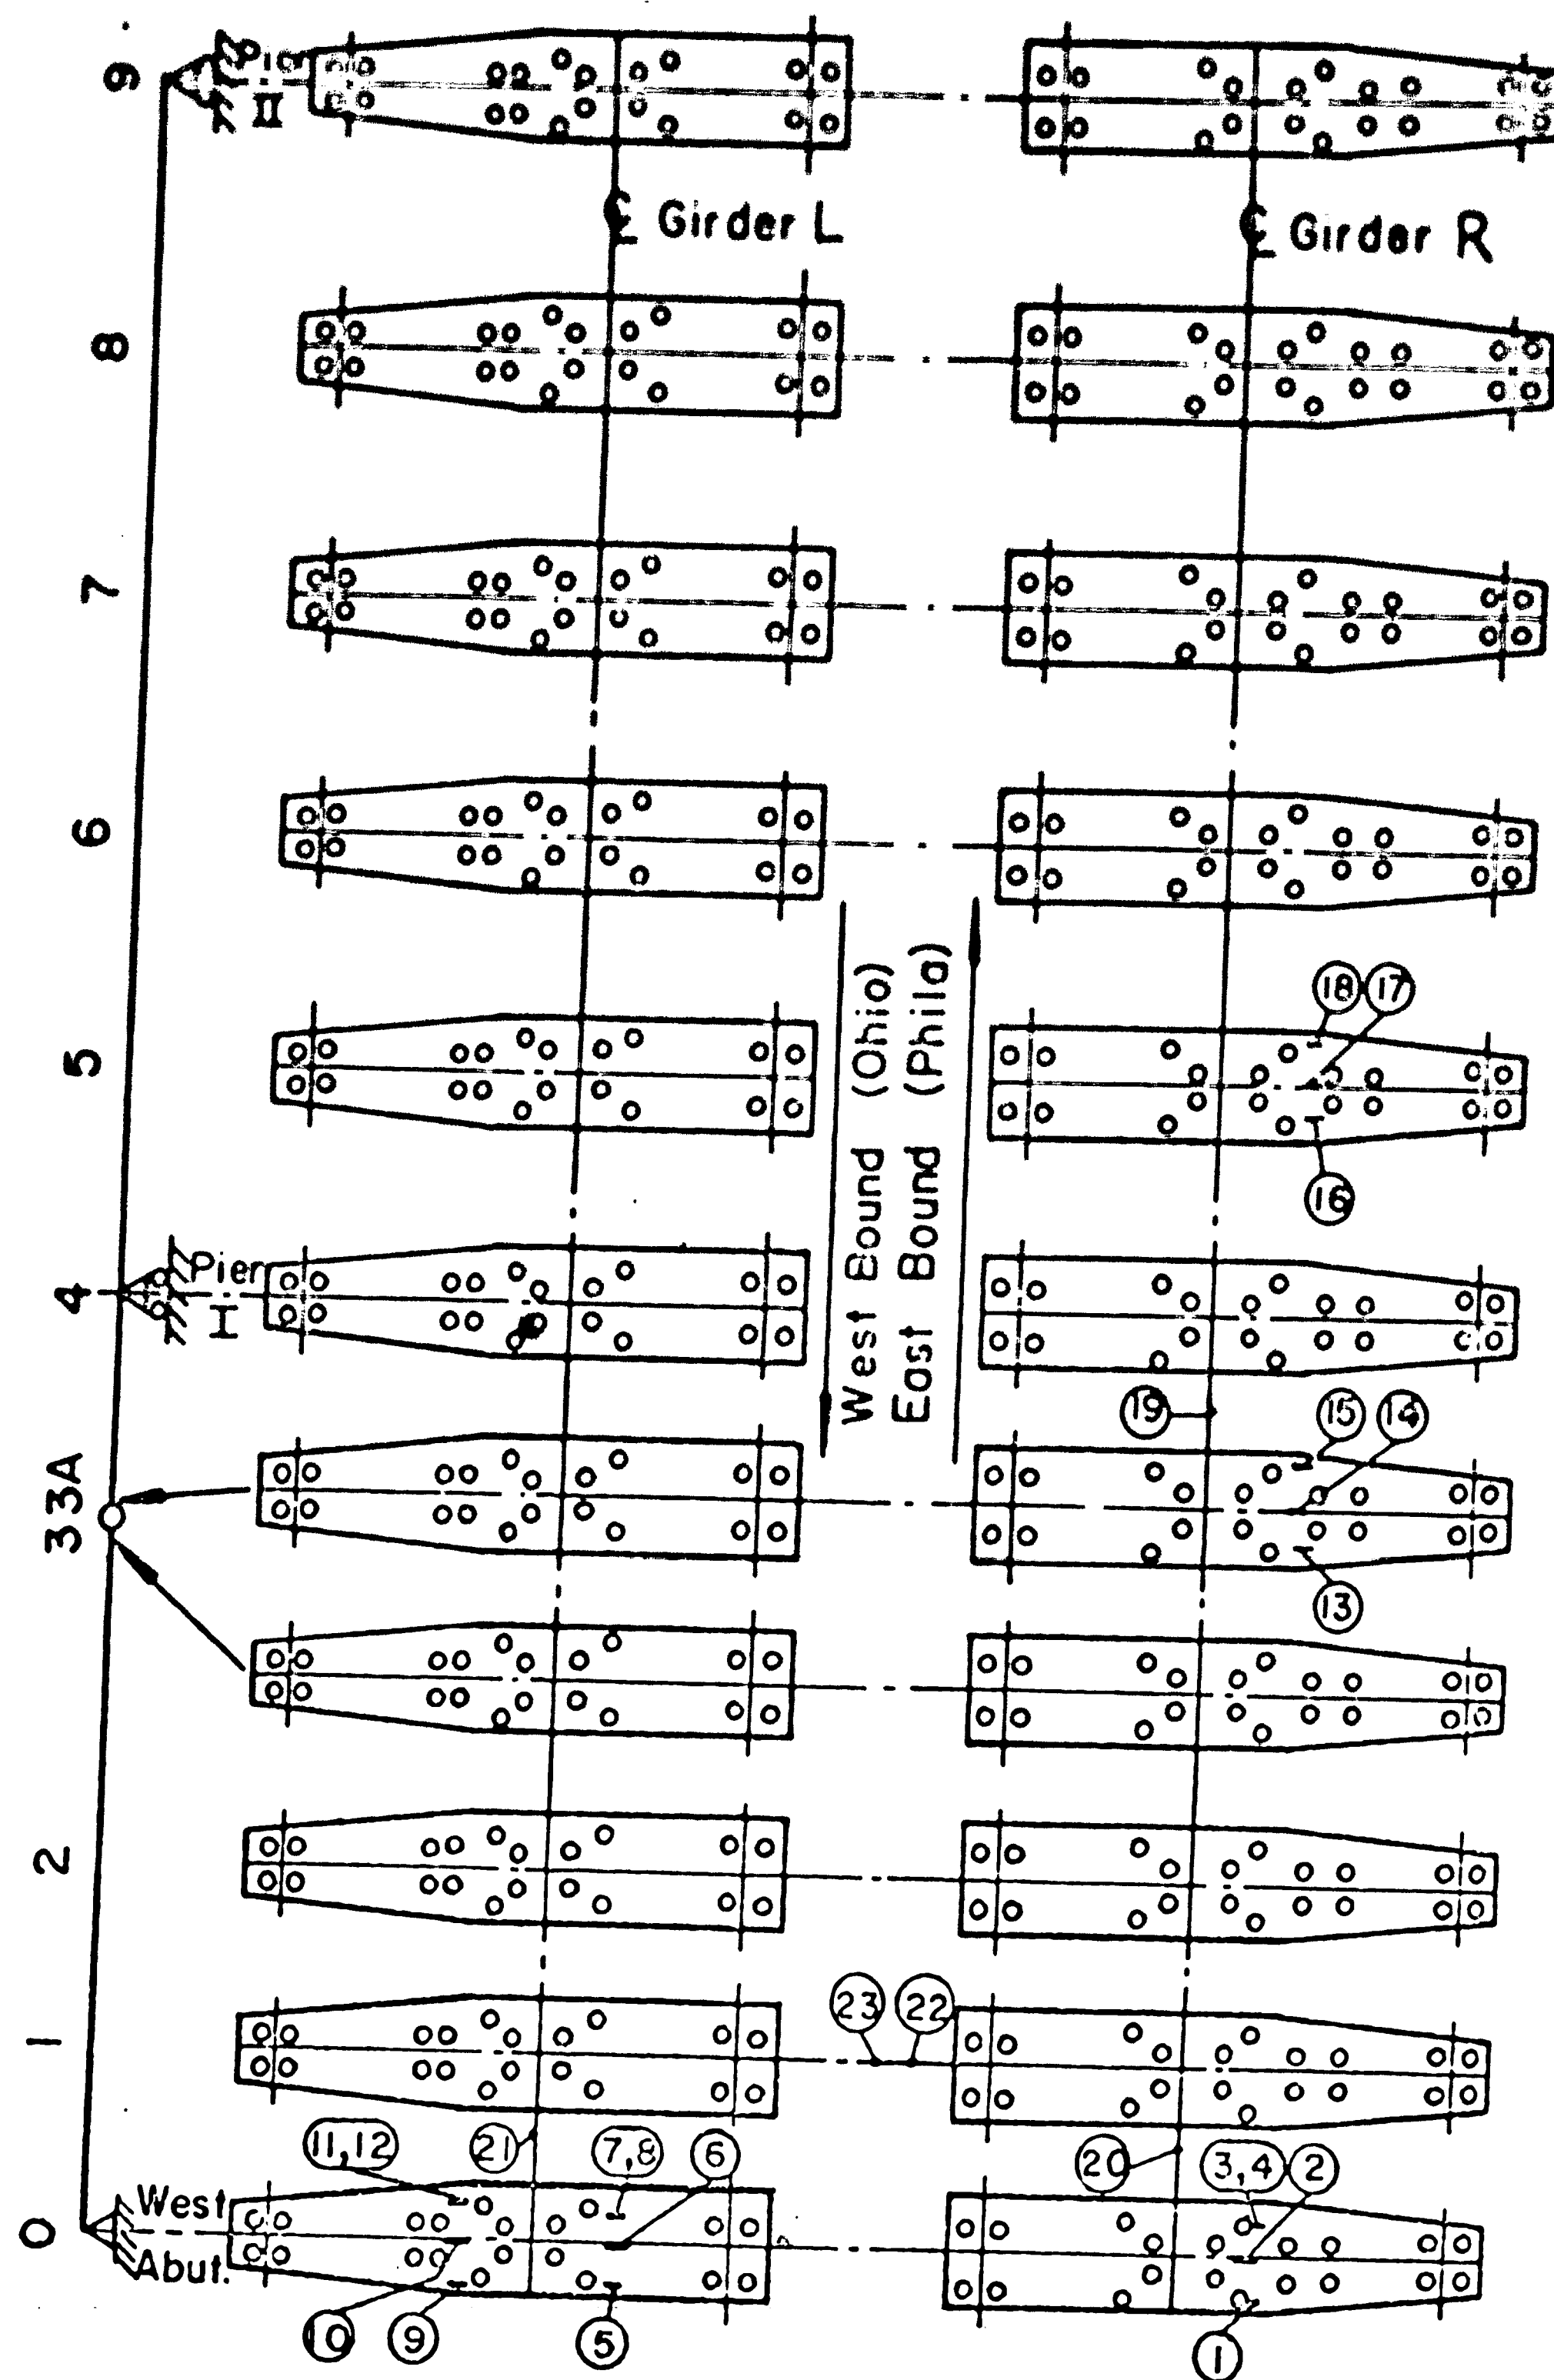 9
Pier
II
℄ Girder L
℄ Girder R
8
7
6
West Bound (Ohio)
East Bound (Phila)
18
17
5
16
4
Pier
I
19
15
14
3 3A
13
2
23
22
1
11,12
21
7,8
6
20
3,4
2
0
West
Abut.
10
9
5
1